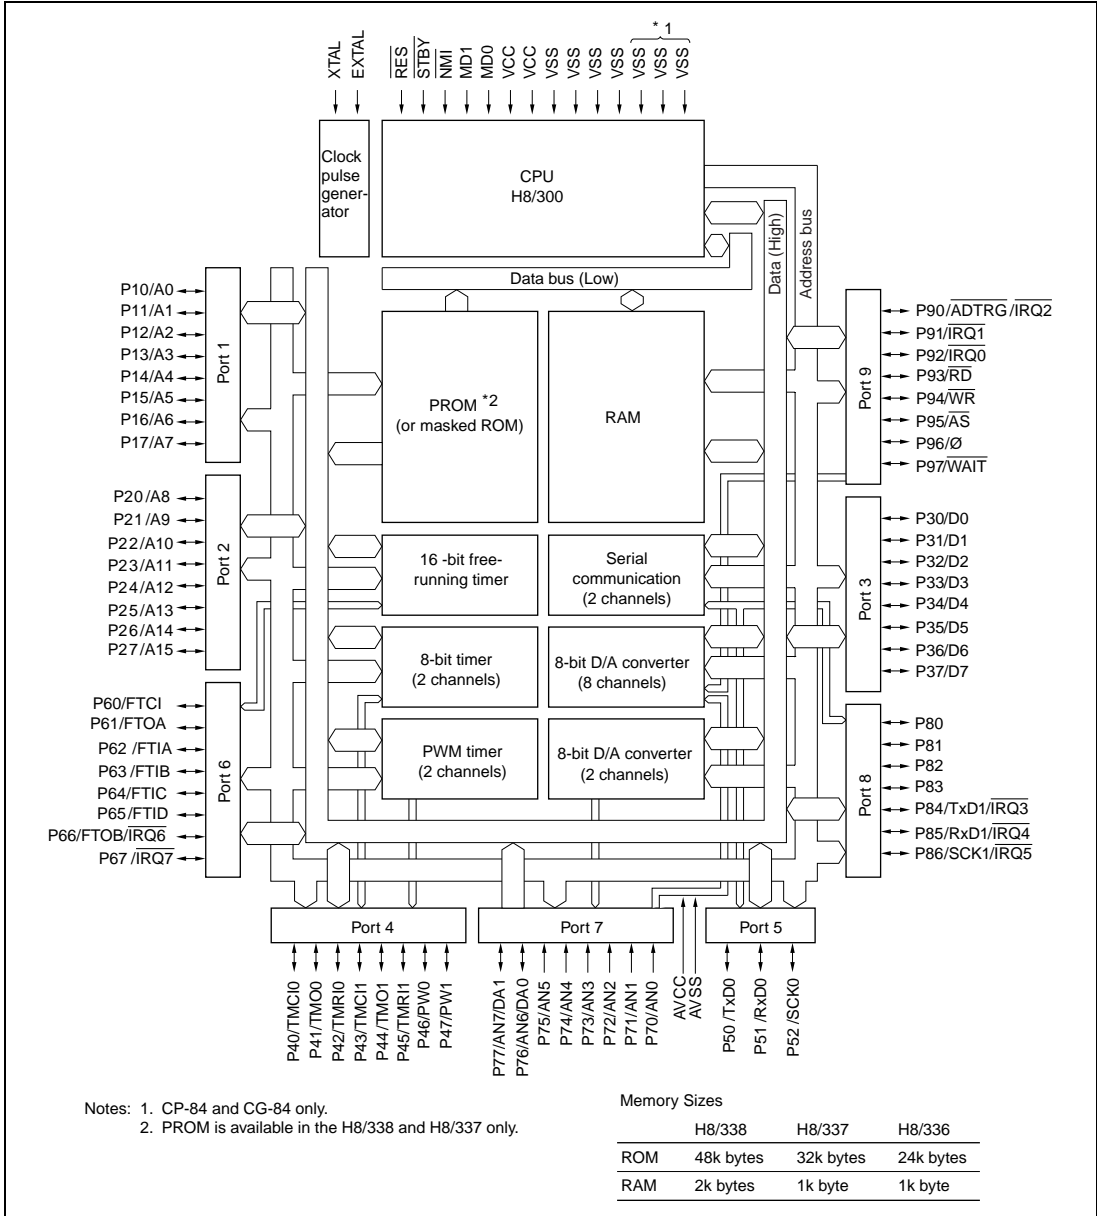 * 1
XTAL
EXTAL
RES
STBY
NMI
MD1
MD0
VCC
VCC
VSS
VSS
VSS
VSS
VSS
VSS
VSS
Clock
pulse
gener-
ator
CPU
H8/300
Data bus (Low)
Data (High)
Address bus
P10/A0
P11/A1
P12/A2
P13/A3
P14/A4
P15/A5
P16/A6
P17/A7
Port 1
PROM *2
(or masked ROM)
RAM
Port 9
P90/ADTRG /IRQ2
P91/IRQ1
P92/IRQ0
P93/RD
P94/WR
P95/AS
P96/Ø
P97/WAIT
P20/A8
P21/A9
P22/A10
P23/A11
P24/A12
P25/A13
P26/A14
P27/A15
Port 2
16 -bit free-
running timer
Serial
communication
(2 channels)
Port 3
P30/D0
P31/D1
P32/D2
P33/D3
P34/D4
P35/D5
P36/D6
P37/D7
8-bit timer
(2 channels)
8-bit D/A converter
(8 channels)
P60/FTCI
P61/FTOA
P62 /FTIA
P63 /FTIB
P64/FTIC
P65/FTID
P66/FTOB/IRQ6
P67 /IRQ7
Port 6
PWM timer
(2 channels)
8-bit D/A converter
(2 channels)
Port 8
P80
P81
P82
P83
P84/TxD1/IRQ3
P85/RxD1/IRQ4
P86/SCK1/IRQ5
Port 4
Port 7
Port 5
P40/TMCI0
P41/TMO0
P42/TMRI0
P43/TMCI1
P44/TMO1
P45/TMRI1
P46/PW0
P47/PW1
P77/AN7/DA1
P76/AN6/DA0
P75/AN5
P74/AN4
P73/AN3
P72/AN2
P71/AN1
P70/AN0
AVCC
AVSS
P50 /TxD0
P51 /RxD0
P52 /SCK0
Notes: 1. CP-84 and CG-84 only.
2. PROM is available in the H8/338 and H8/337 only.
Memory Sizes
H8/338 H8/337 H8/336
ROM 48k bytes 32k bytes 24k bytes
RAM 2k bytes 1k byte 1k byte